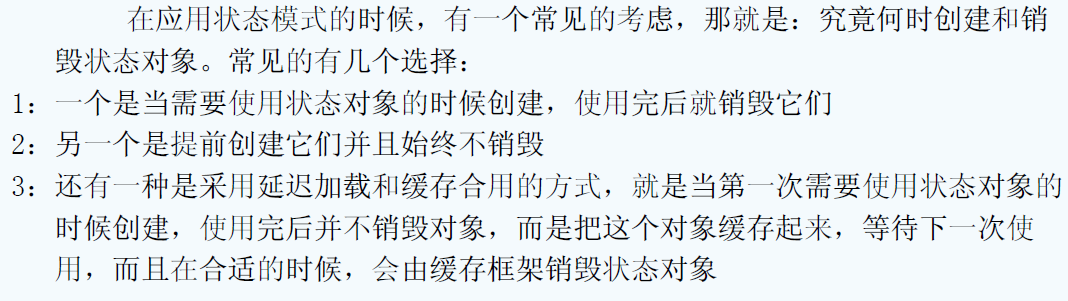 在应用状态模式的时候，有一个常见的考虑，那就是：究竟何时创建和销
毁状态对象。常见的有几个选择：
1：一个是当需要使用状态对象的时候创建，使用完后就销毁它们
2：另一个是提前创建它们并且始终不销毁
3：还有一种是采用延迟加载和缓存合用的方式，就是当第一次需要使用状态对象的
时候创建，使用完后并不销毁对象，而是把这个对象缓存起来，等待下一次使
用，而且在合适的时候，会由缓存框架销毁状态对象